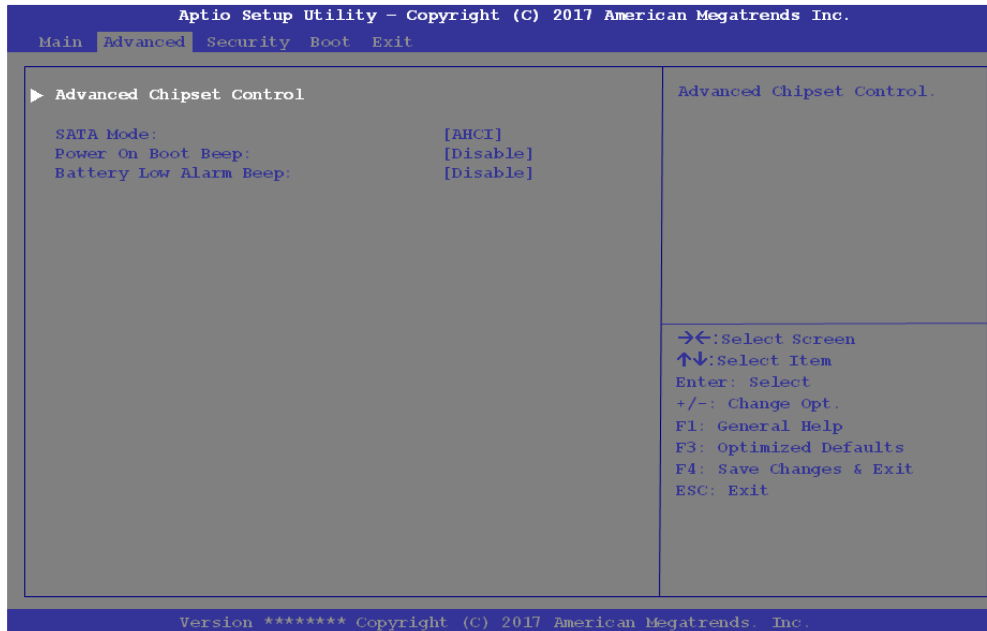 Aptio Setup Utility – Copyright (C) 2017 American Megatrends Inc.
Main Advanced Security Boot Exit
▶ Advanced Chipset Control
SATA Mode: [AHCI]
Power On Boot Beep: [Disable]
Battery Low Alarm Beep: [Disable]
Advanced Chipset Control.
→←:Select Screen
↑↓:Select Item
Enter: Select
+/-: Change Opt.
F1: General Help
F3: Optimized Defaults
F4: Save Changes & Exit
ESC: Exit
Version ******** Copyright (C) 2017 American Megatrends. Inc.